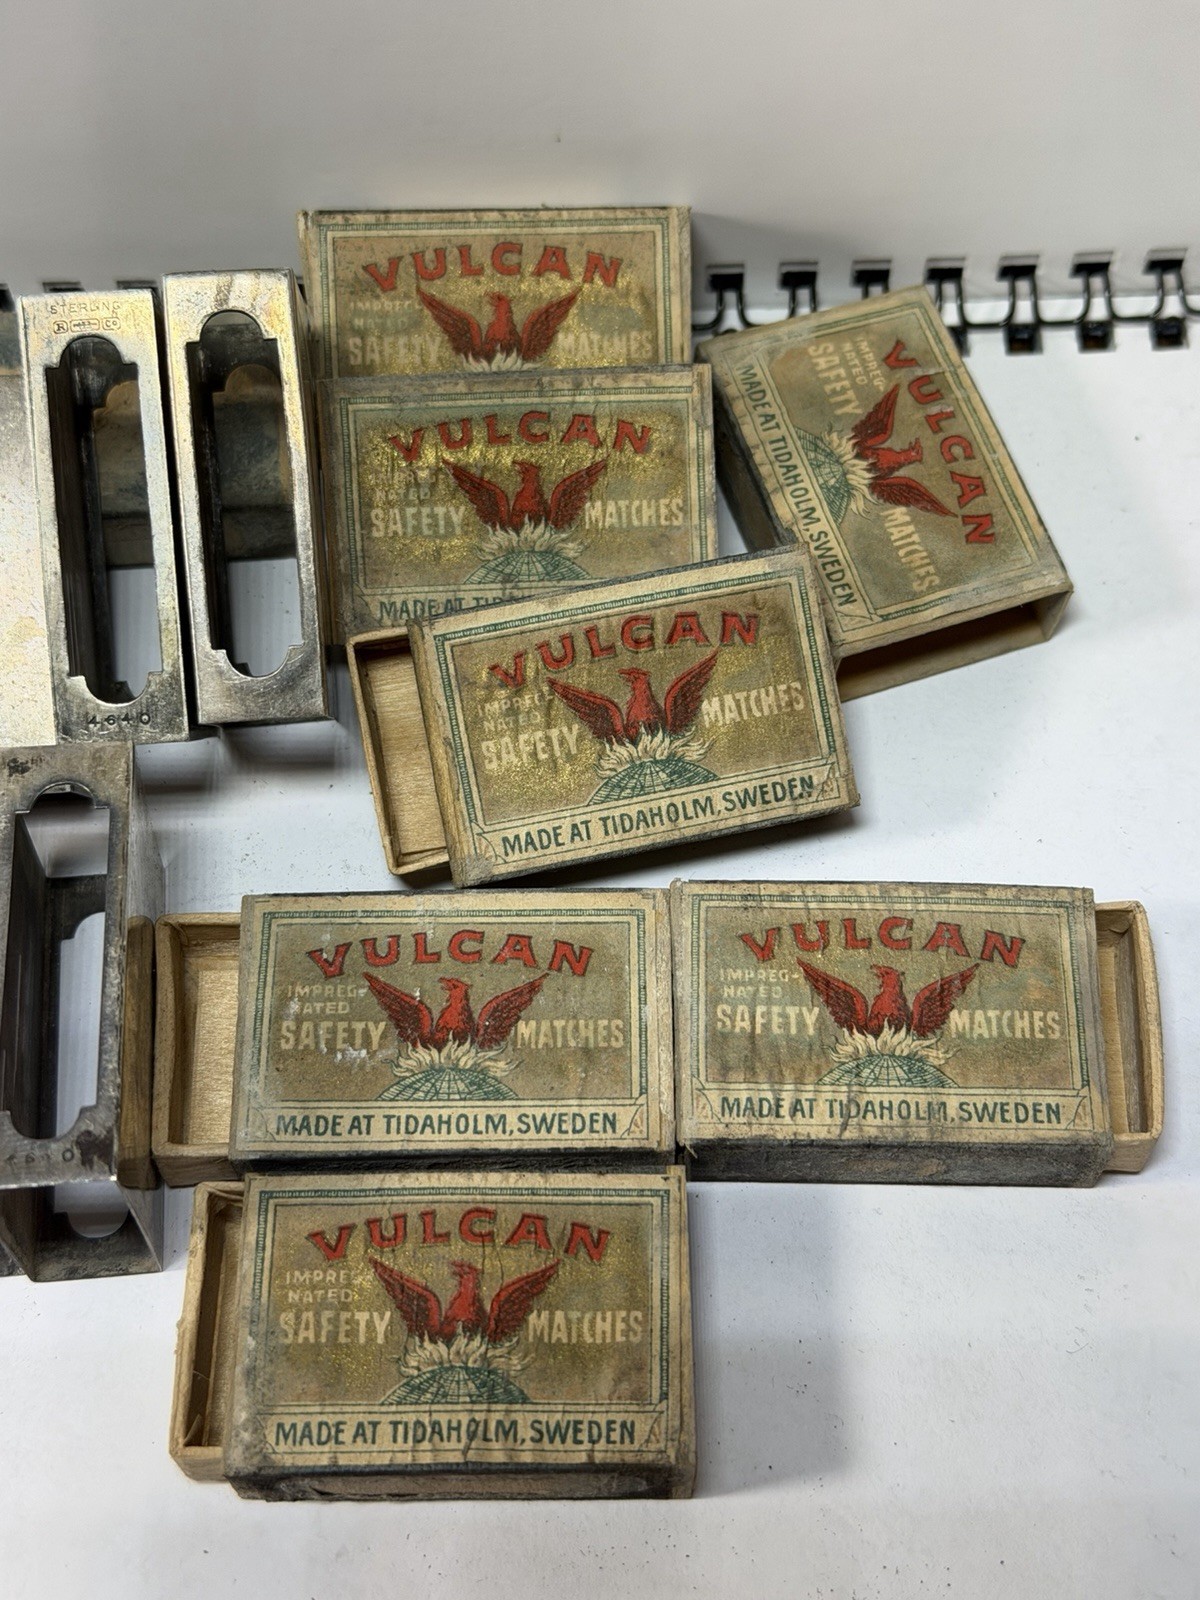 STERLING
R
CO
4640
VULCAN
SAFETY MATCHES
VULCAN
NATED
SAFETY MATCHES
MADE AT
VULCAN
IMPREG-
NATED
SAFETY MATCHES
MADE AT TIDAHOLM, SWEDEN
VULCAN
IMPREG-
NATED
SAFETY MATCHES
MADE AT TIDAHOLM, SWEDEN
VULCAN
IMPREG-
NATED
SAFETY MATCHES
MADE AT TIDAHOLM, SWEDEN
VULCAN
IMPREG-
NATED
SAFETY MATCHES
MADE AT TIDAHOLM, SWEDEN
VULCAN
IMPREG-
NATED
SAFETY MATCHES
MADE AT TIDAHOLM, SWEDEN